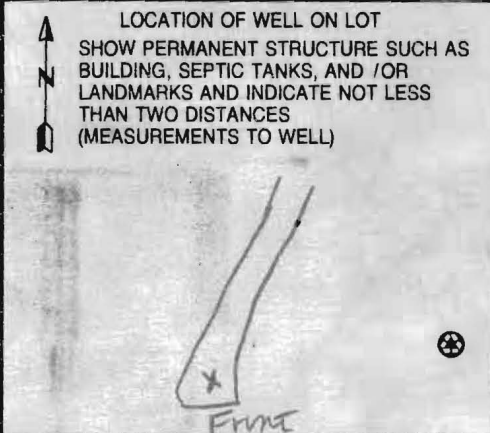 LOCATION OF WELL ON LOT
SHOW PERMANENT STRUCTURE SUCH AS
BUILDING, SEPTIC TANKS, AND /OR
LANDMARKS AND INDICATE NOT LESS
THAN TWO DISTANCES
(MEASUREMENTS TO WELL)
N
X
Front